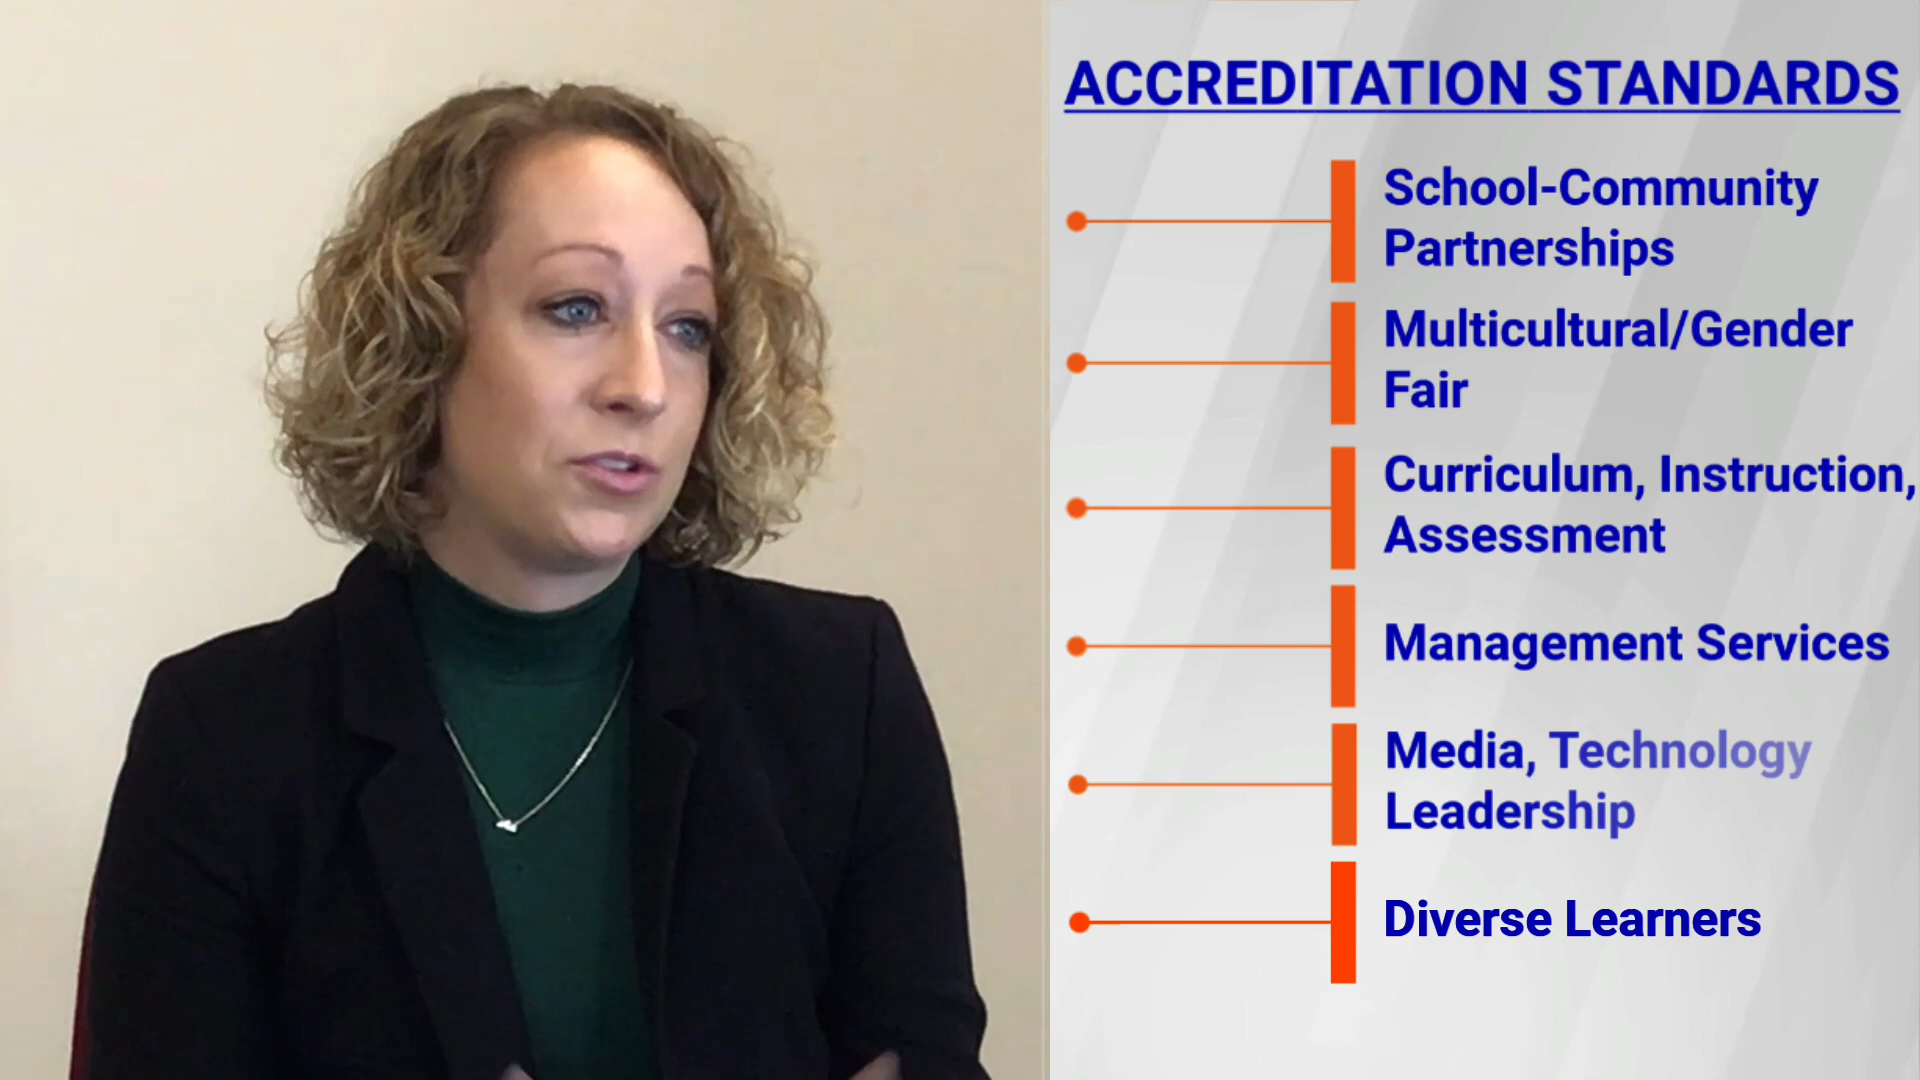 ACCREDITATION STANDARDS
School-Community
Partnerships
Multicultural/Gender
Fair
Curriculum, Instruction,
Assessment
Management Services
Media, Technology
Leadership
Diverse Learners